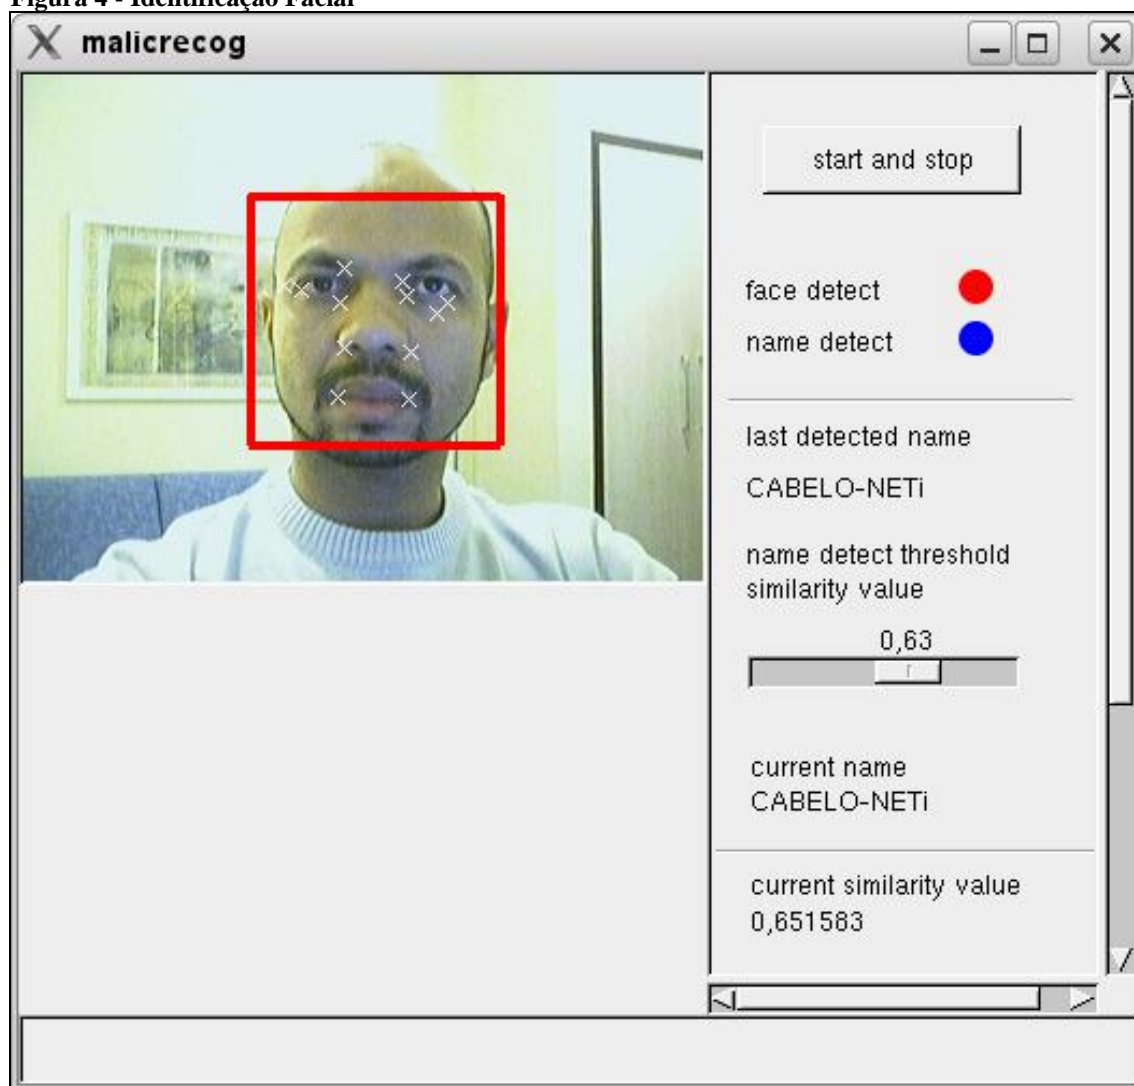 Figura 4 - Identificação Facial
malicrecog
start and stop
face detect
name detect
last detected name
CABELO-NETi
name detect threshold
similarity value
0,63
current name
CABELO-NETi
current similarity value
0,651583